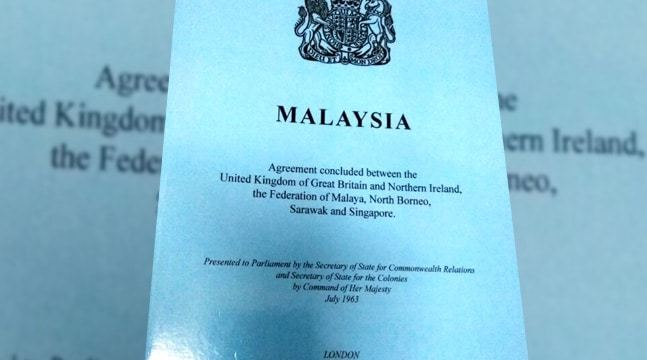 MALAYSIA
Agreement concluded between the
United Kingdom of Great Britain and Northern Ireland,
the Federation of Malaya, North Borneo,
Sarawak and Singapore.
Presented to Parliament by the Secretary of State for Commonwealth Relations
and Secretary of State for the Colonies
by Command of Her Majesty
July 1963
LONDON